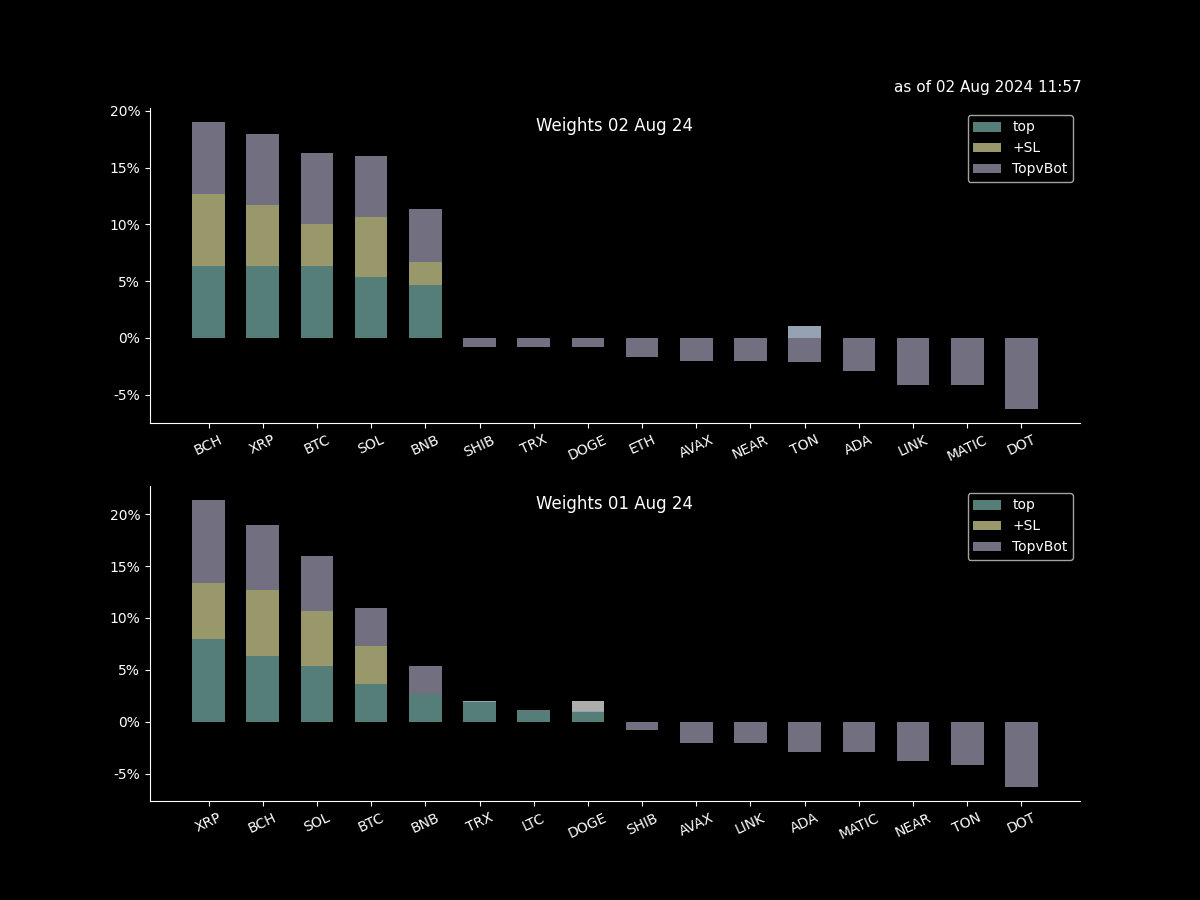 as of 02 Aug 2024 11:57
Weights 02 Aug 24
20%
15%
10%
5%
0%
-5%
top
+SL
TopvBot
BCH XRP BTC SOL BNB SHIB TRX DOGE ETH AVAX NEAR TON ADA LINK MATIC DOT
Weights 01 Aug 24
20%
15%
10%
5%
0%
-5%
top
+SL
TopvBot
XRP BCH SOL BTC BNB TRX LTC DOGE SHIB AVAX LINK ADA MATIC NEAR TON DOT